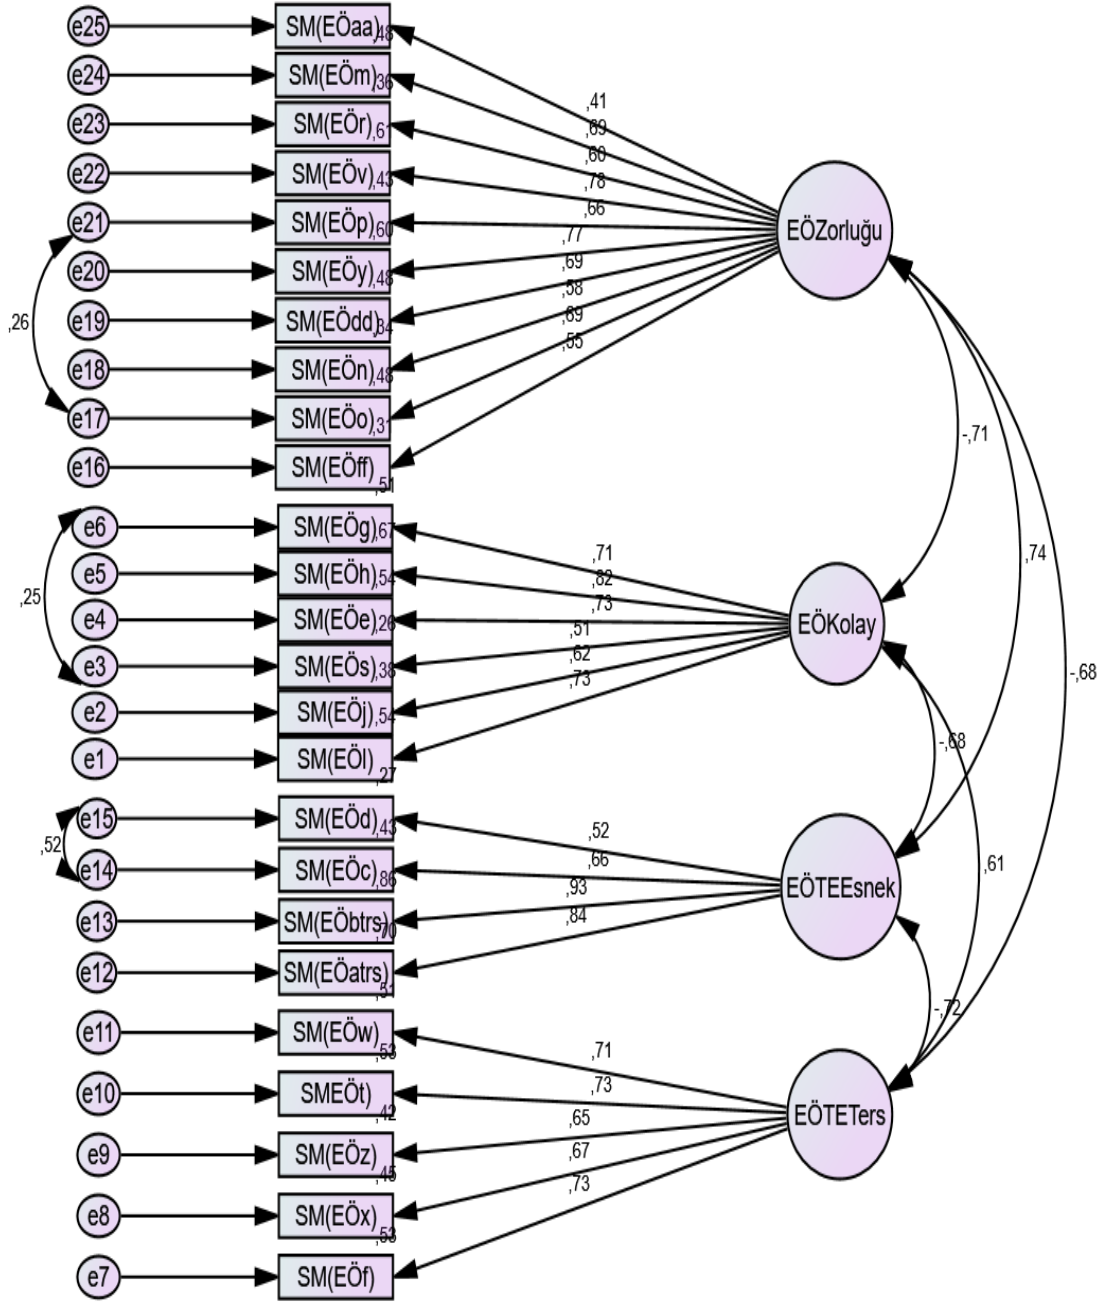 e25 SM(EÖaa) ,48
e24 SM(EÖm) ,36
e23 SM(EÖr) ,61
e22 SM(EÖv) ,43
e21 SM(EÖp) ,60
e20 SM(EÖy) ,48
e19 SM(EÖdd) ,34
e18 SM(EÖn) ,48
e17 SM(EÖo) ,31
e16 SM(EÖff)
,26
,41
,69
,60
,78
,66
,77
,69
,58
,69
,55
EÖZorluğu
,51
e6 SM(EÖg) ,67
e5 SM(EÖh) ,54
e4 SM(EÖe) ,26
e3 SM(EÖs) ,38
e2 SM(EÖj) ,54
e1 SM(EÖl)
,25
,71
,82
,73
,51
,62
,73
EÖKolay
,27
e15 SM(EÖd) ,43
e14 SM(EÖc) ,86
e13 SM(EÖbtrs) ,70
e12 SM(EÖatrs)
,52
,52
,66
,93
,84
EÖTEEsnek
,51
e11 SM(EÖw)
,53
e10 SMEÖt)
,42
e9 SM(EÖz)
,45
e8 SM(EÖx)
,53
e7 SM(EÖf)
,71
,73
,65
,67
,73
EÖTETers
-,71
,74
-,68
-,68
,61
-,72